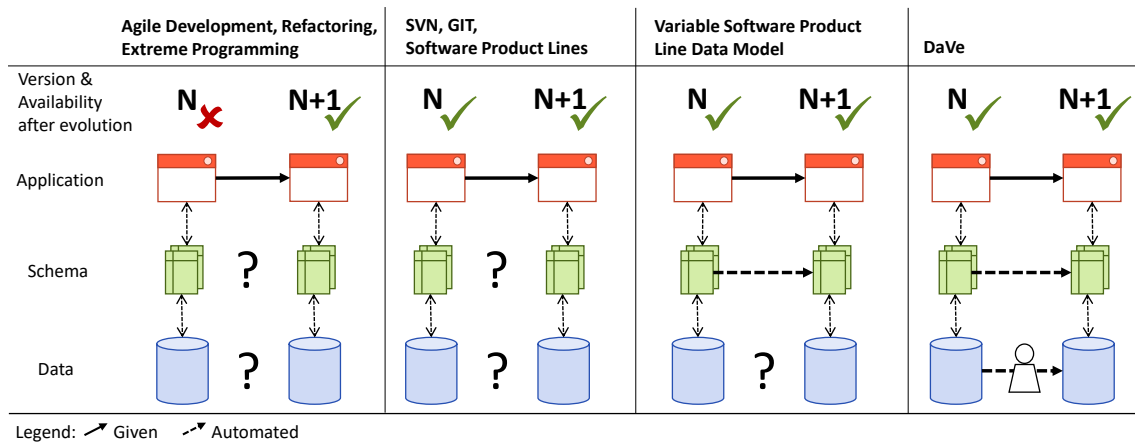 Agile Development, Refactoring,
Extreme Programming
SVN, GIT,
Software Product Lines
Variable Software Product
Line Data Model
DaVe
Version &
Availability
after evolution
N N+1 N N+1 N N+1 N N+1
Application
Schema ? ?
Data ? ? ?
Legend: Given Automated